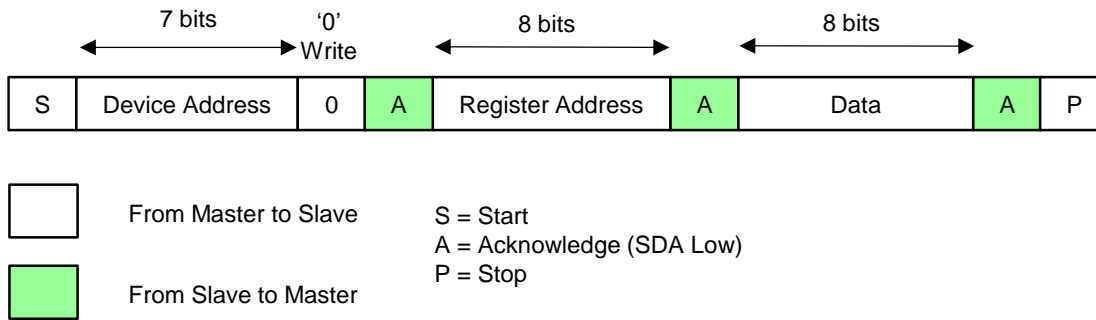 7 bits
‘0’
Write
8 bits
8 bits
S Device Address 0 A Register Address A Data A P
From Master to Slave
From Slave to Master
S = Start
A = Acknowledge (SDA Low)
P = Stop